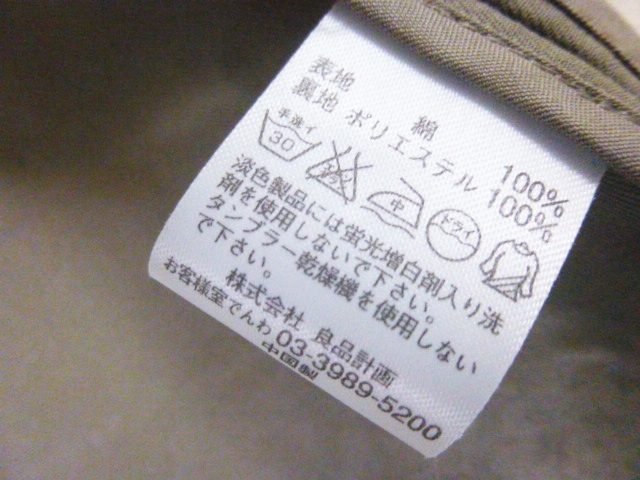 表地 綿 100%
裏地 ポリエステル 100%
手洗イ
30 中 ドライ
淡色製品には蛍光増白剤入り洗
剤を使用しないで下さい。
タンブラー乾燥機を使用しない
で下さい。
株式会社 良品計画
お客様室でんわ 03-3989-5200
中国製